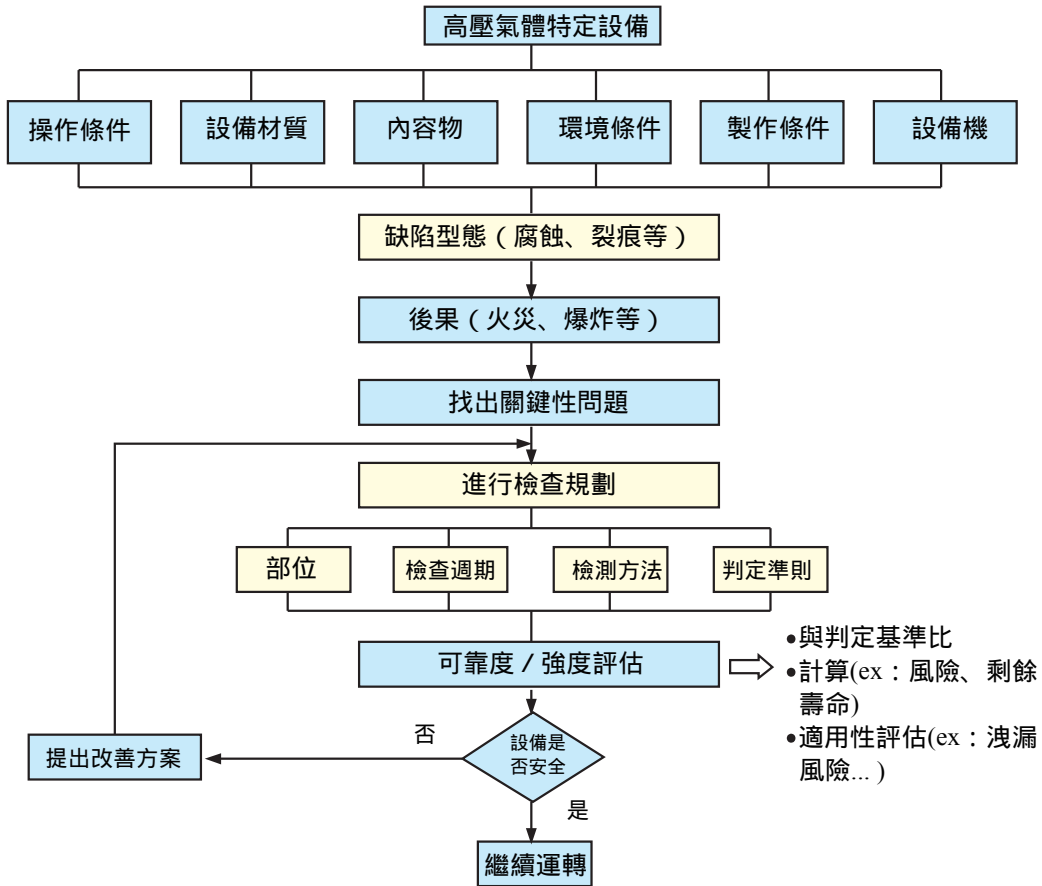 高壓氣體特定設備
操作條件
設備材質
內容物
環境條件
製作條件
設備機
缺陷型態（腐蝕、裂痕等）
後果（火災、爆炸等）
找出關鍵性問題
進行檢查規劃
部位
檢查週期
檢測方法
判定準則
可靠度／強度評估
•與判定基準比
•計算(ex：風險、剩餘
壽命)
•適用性評估(ex：洩漏
風險...)
否
設備是
否安全
提出改善方案
是
繼續運轉